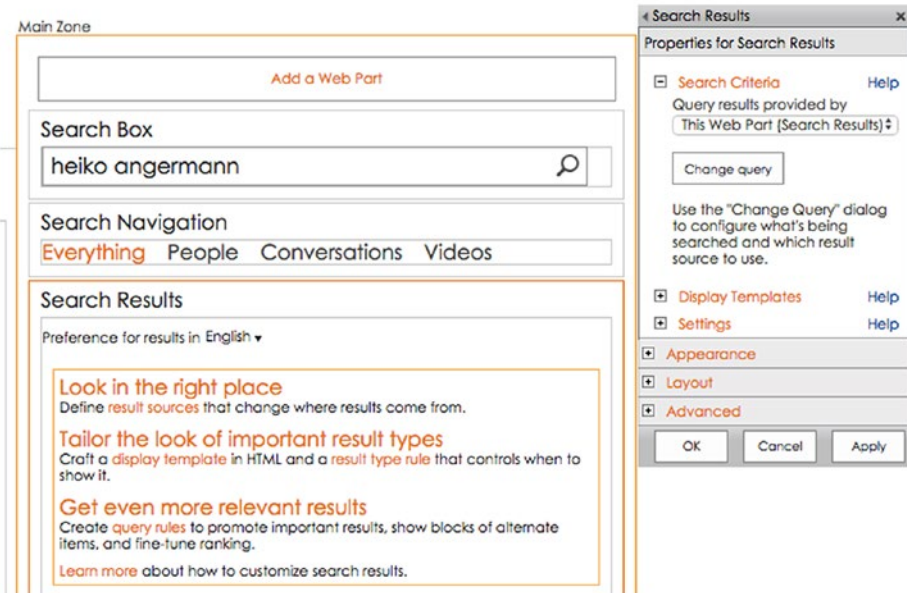 Main Zone
Add a Web Part
Search Box
heiko angermann
Search Navigation
Everything People Conversations Videos
Search Results
Preference for results in English
Look in the right place
Define result sources that change where results come from.
Tailor the look of important result types
Craft a display template in HTML and a result type rule that controls when to
show it.
Get even more relevant results
Create query rules to promote important results, show blocks of alternate
items, and fine-tune ranking.
Learn more about how to customize search results.
Search Results
Properties for Search Results
Search Criteria Help
Query results provided by
This Web Part (Search Results)
Change query
Use the "Change Query" dialog
to configure what's being
searched and which result
source to use.
Display Templates Help
Settings Help
Appearance
Layout
Advanced
OK Cancel Apply